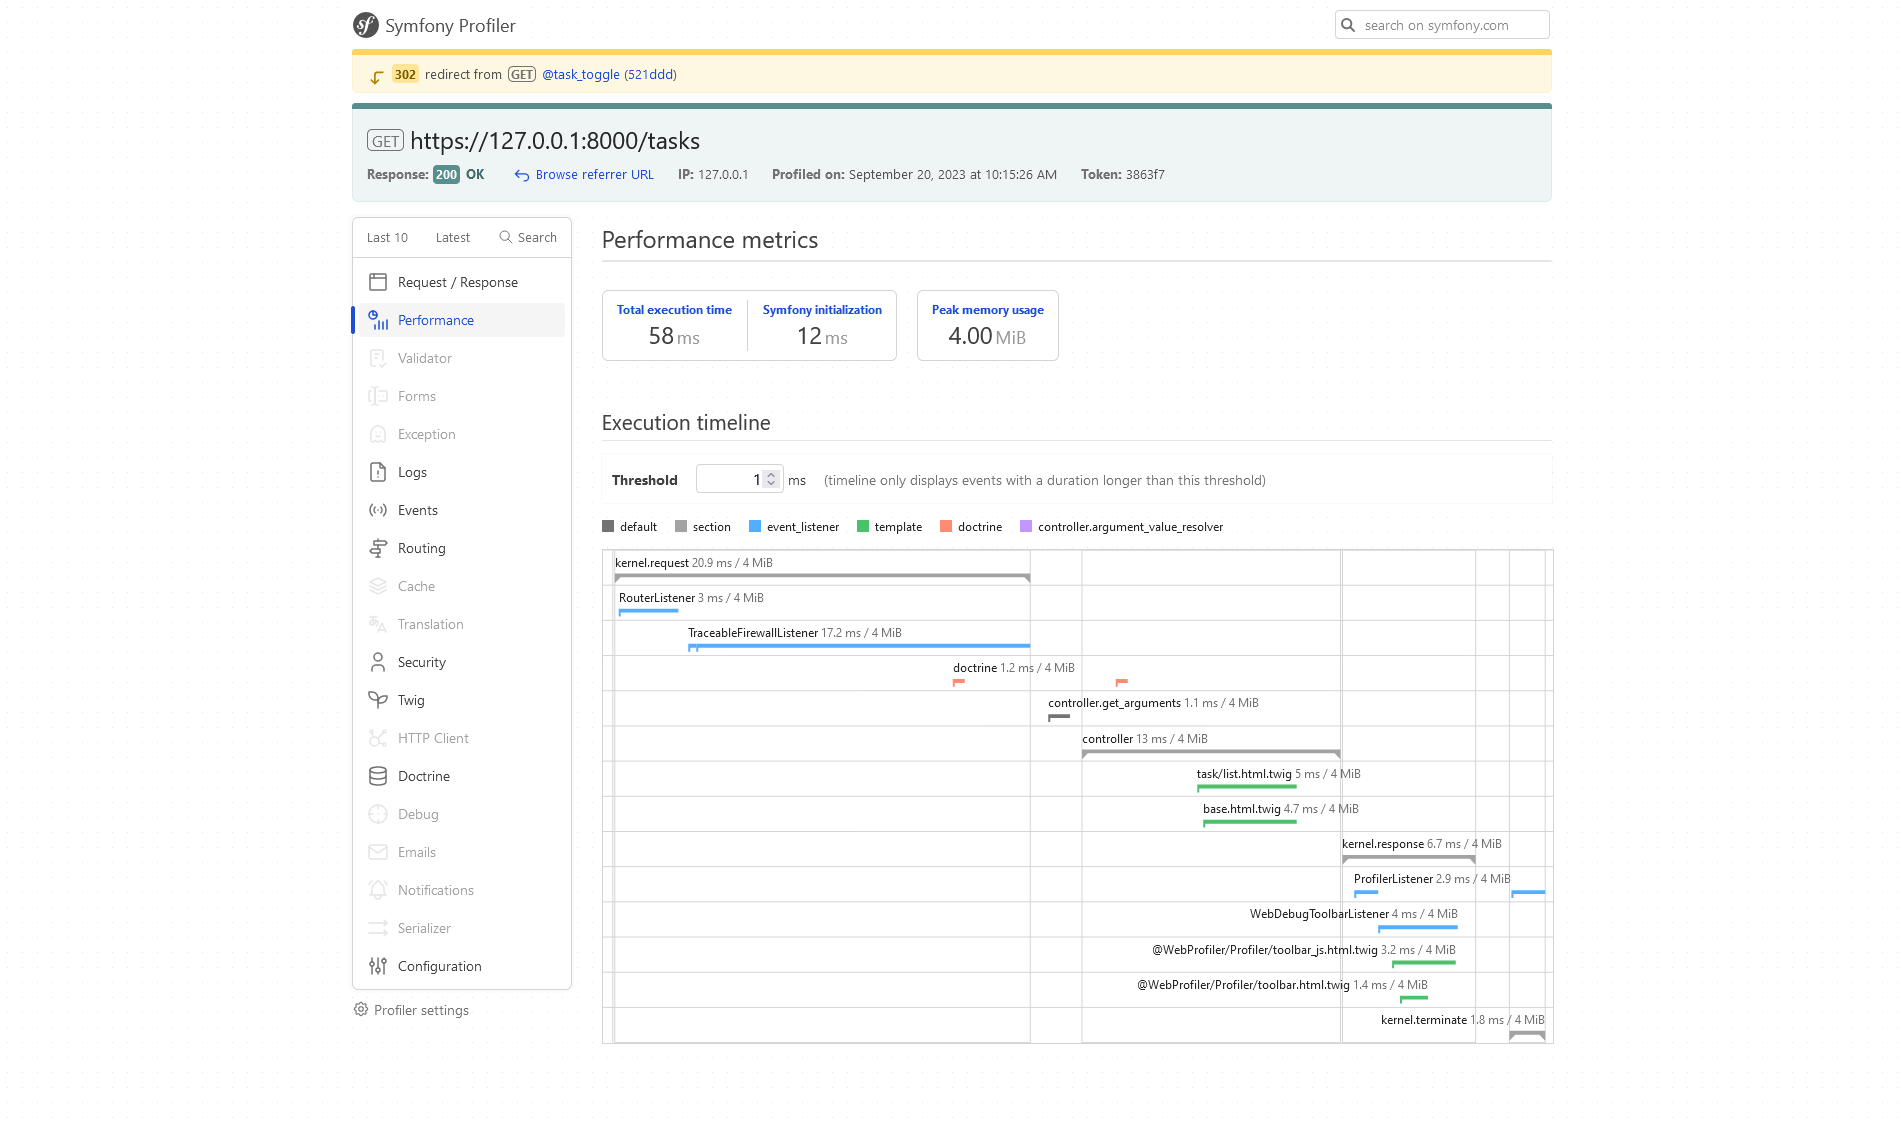 Symfony Profiler
search on symfony.com
302 redirect from GET @task_toggle (521ddd)
GET https://127.0.0.1:8000/tasks
Response: 200 OK Browse referrer URL IP: 127.0.0.1 Profiled on: September 20, 2023 at 10:15:26 AM Token: 3863f7
Last 10 Latest Search
Request / Response
Performance
Validator
Forms
Exception
Logs
Events
Routing
Cache
Translation
Security
Twig
HTTP Client
Doctrine
Debug
Emails
Notifications
Serializer
Configuration
Profiler settings
Performance metrics
Total execution time Symfony initialization Peak memory usage
58 ms 12 ms 4.00 MiB
Execution timeline
Threshold 1 ms (timeline only displays events with a duration longer than this threshold)
default section event_listener template doctrine controller.argument_value_resolver
kernel.request 20.9 ms / 4 MiB
RouterListener 3 ms / 4 MiB
TraceableFirewallListener 17.2 ms / 4 MiB
doctrine 1.2 ms / 4 MiB
controller.get_arguments 1.1 ms / 4 MiB
controller 13 ms / 4 MiB
task/list.html.twig 5 ms / 4 MiB
base.html.twig 4.7 ms / 4 MiB
kernel.response 6.7 ms / 4 MiB
ProfilerListener 2.9 ms / 4 MiB
WebDebugToolbarListener 4 ms / 4 MiB
@WebProfiler/Profiler/toolbar_js.html.twig 3.2 ms / 4 MiB
@WebProfiler/Profiler/toolbar.html.twig 1.4 ms / 4 MiB
kernel.terminate 1.8 ms / 4 MiB